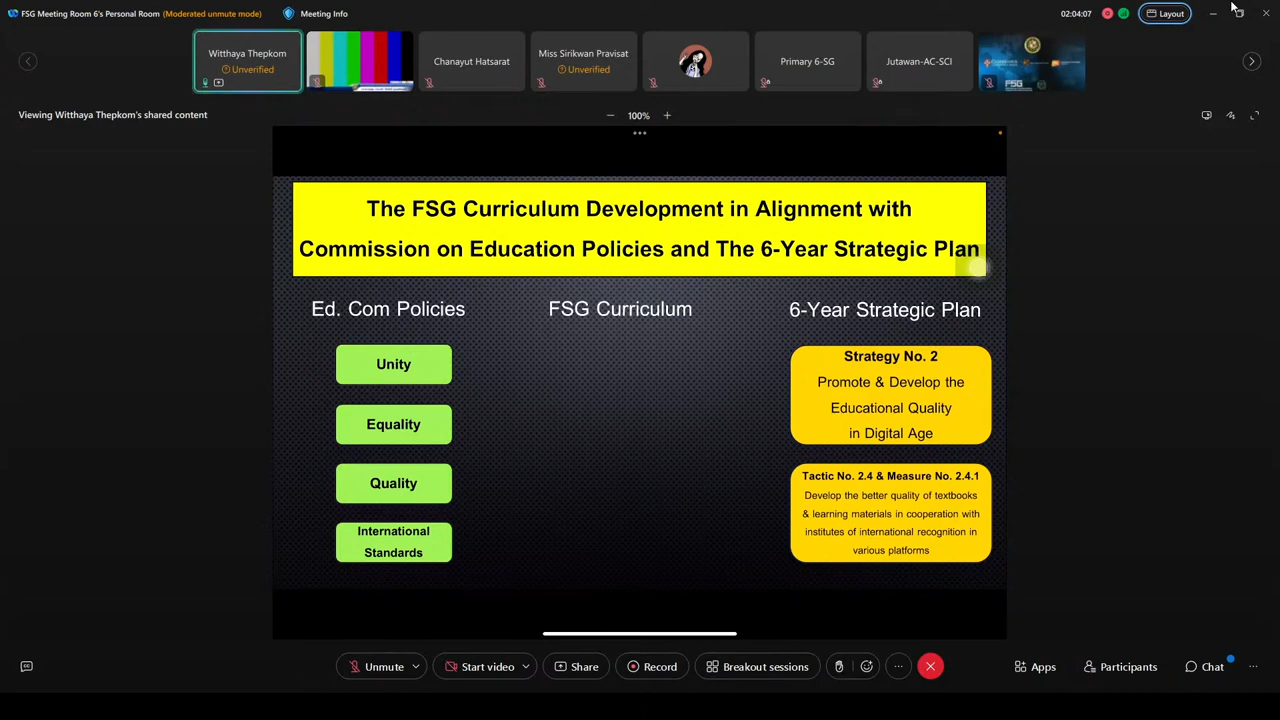 FSG Meeting Room 6's Personal Room (Moderated unmute mode) Meeting Info 02:04:07 Layout
Witthaya Thepkom
Unverified
Chanayut Hatsarat
Miss Sirikwan Pravisat
Unverified
Primary 6-SG
Jutawan-AC-SCI
FSG
Viewing Witthaya Thepkom's shared content
100%
The FSG Curriculum Development in Alignment with
Commission on Education Policies and The 6-Year Strategic Plan
Ed. Com Policies FSG Curriculum 6-Year Strategic Plan
Unity
Equality
Quality
International
Standards
Strategy No. 2
Promote & Develop the
Educational Quality
in Digital Age
Tactic No. 2.4 & Measure No. 2.4.1
Develop the better quality of textbooks
& learning materials in cooperation with
institutes of international recognition in
various platforms
Unmute Start video Share Record Breakout sessions Apps Participants Chat